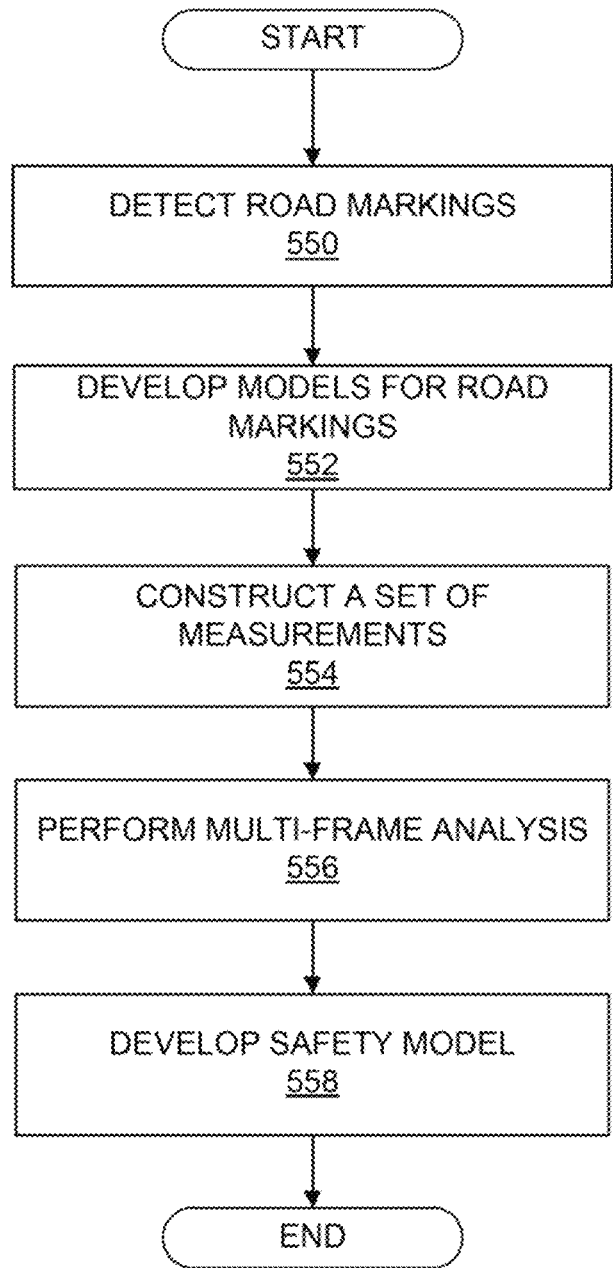 START
DETECT ROAD MARKINGS
550
DEVELOP MODELS FOR ROAD
MARKINGS
552
CONSTRUCT A SET OF
MEASUREMENTS
554
PERFORM MULTI-FRAME ANALYSIS
556
DEVELOP SAFETY MODEL
558
END